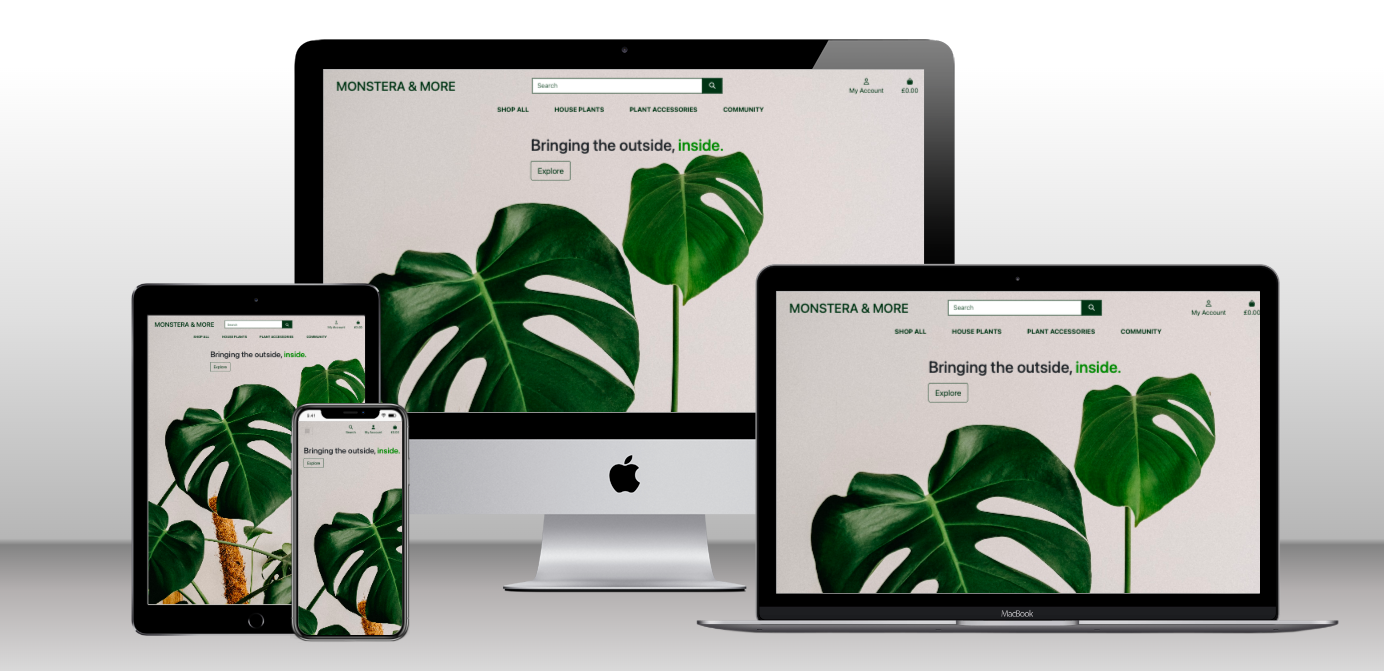 MONSTERA & MORE
Search
My Account
£0.00
SHOP ALL HOUSE PLANTS PLANT ACCESSORIES COMMUNITY
Bringing the outside, inside.
Explore
MONSTERA & MORE
Search
My Account
£0.00
SHOP ALL HOUSE PLANTS PLANT ACCESSORIES COMMUNITY
Bringing the outside, inside.
Explore
MacBook
MONSTERA & MORE
Search
My Account
£0.00
SHOP ALL HOUSE PLANTS PLANT ACCESSORIES COMMUNITY
Bringing the outside, inside.
Explore
9:41
Search
My Account
£0.00
Bringing the outside, inside.
Explore